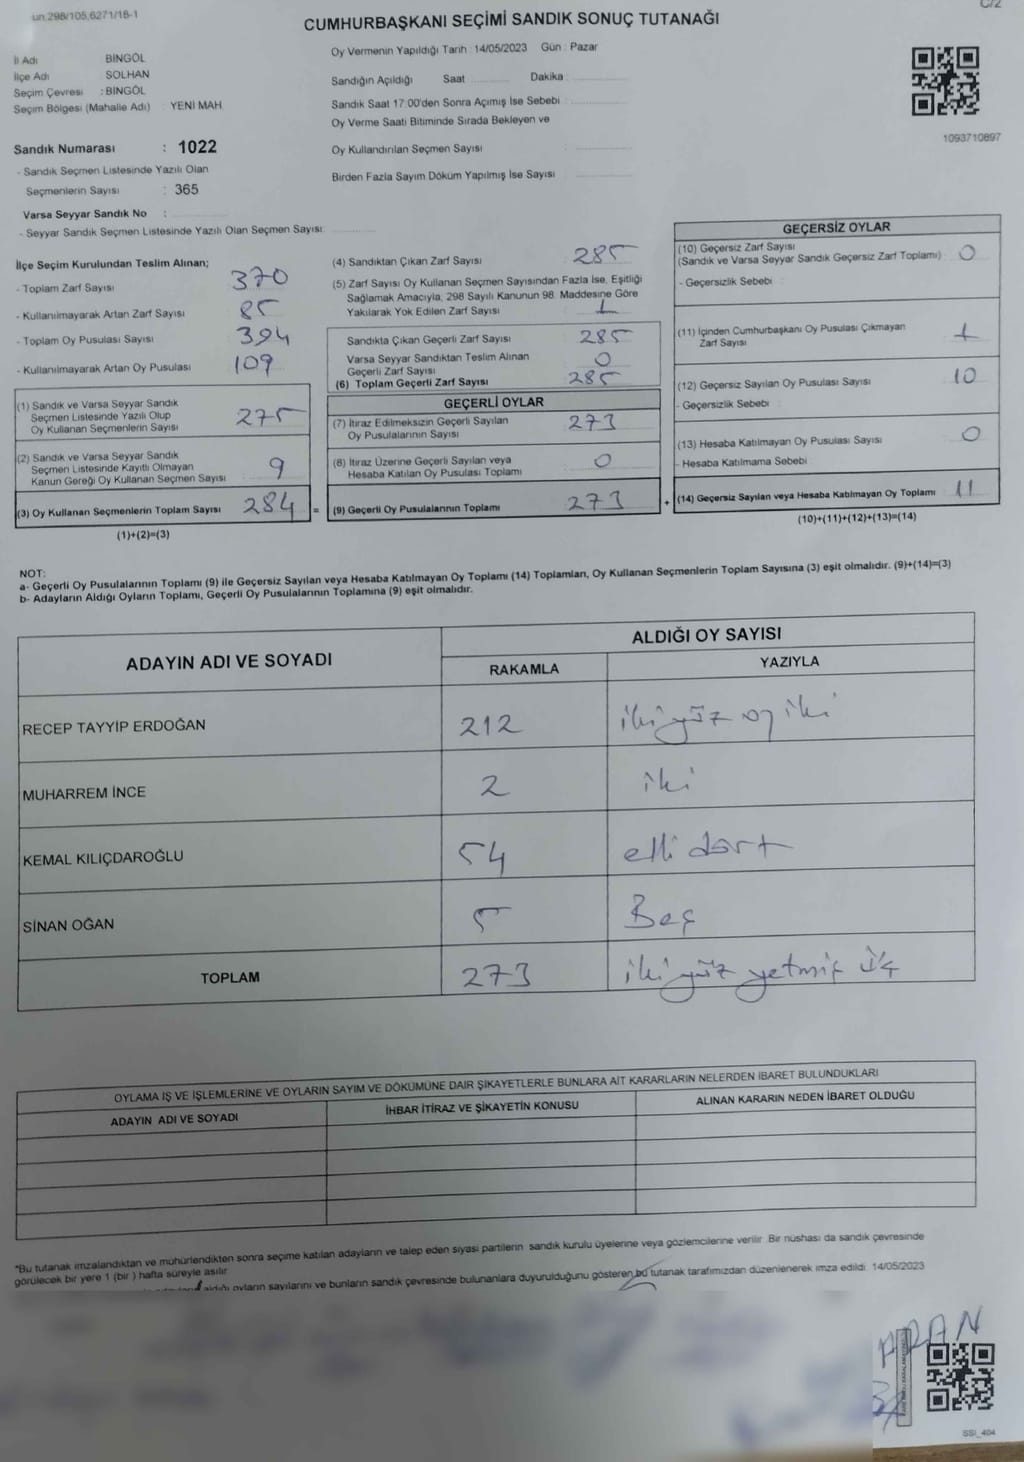 un.298/105,6271/18-1
C/2
CUMHURBAŞKANI SEÇİMİ SANDIK SONUÇ TUTANAĞI
İl Adı BİNGÖL
İlçe Adı SOLHAN
Seçim Çevresi : BİNGÖL
Seçim Bölgesi (Mahalle Adı) YENİ MAH.
Oy Vermenin Yapıldığı Tarih : 14/05/2023 Gün : Pazar
Sandığın Açıldığı Saat Dakika
Sandık Saat 17:00'den Sonra Açılmış İse Sebebi :
Oy Verme Saati Bitiminde Sırada Bekleyen ve
Oy Kullandırılan Seçmen Sayısı :
Birden Fazla Sayım Döküm Yapılmış İse Sayısı :
1093710897
Sandık Numarası : 1022
- Sandık Seçmen Listesinde Yazılı Olan
Seçmenlerin Sayısı : 365
Varsa Seyyar Sandık No :
- Seyyar Sandık Seçmen Listesinde Yazılı Olan Seçmen Sayısı:
İlçe Seçim Kurulundan Teslim Alınan;
- Toplam Zarf Sayısı 370
- Kullanılmayarak Artan Zarf Sayısı 85
- Toplam Oy Pusulası Sayısı 394
- Kullanılmayarak Artan Oy Pusulası 109
(1) Sandık ve Varsa Seyyar Sandık
Seçmen Listesinde Yazılı Olup
Oy Kullanan Seçmenlerin Sayısı 275
(2) Sandık ve Varsa Seyyar Sandık
Seçmen Listesinde Kayıtlı Olmayan
Kanun Gereği Oy Kullanan Seçmen Sayısı 9
(3) Oy Kullanan Seçmenlerin Toplam Sayısı 284 =
(1)+(2)=(3)
(4) Sandıktan Çıkan Zarf Sayısı 285
(5) Zarf Sayısı Oy Kullanan Seçmen Sayısından Fazla İse, Eşitliği
Sağlamak Amacıyla, 298 Sayılı Kanunun 98. Maddesine Göre
Yakılarak Yok Edilen Zarf Sayısı 1
Sandıkta Çıkan Geçerli Zarf Sayısı 285
Varsa Seyyar Sandıktan Teslim Alınan
Geçerli Zarf Sayısı 0
(6) Toplam Geçerli Zarf Sayısı 285
GEÇERLİ OYLAR
(7) İtiraz Edilmeksizin Geçerli Sayılan
Oy Pusulalarının Sayısı 273
(8) İtiraz Üzerine Geçerli Sayılan veya
Hesaba Katılan Oy Pusulası Toplamı 0
(9) Geçerli Oy Pusulalarının Toplamı 273 +
GEÇERSİZ OYLAR
(10) Geçersiz Zarf Sayısı
(Sandık ve Varsa Seyyar Sandık Geçersiz Zarf Toplamı) 0
- Geçersizlik Sebebi :
(11) İçinden Cumhurbaşkanı Oy Pusulası Çıkmayan
Zarf Sayısı 1
(12) Geçersiz Sayılan Oy Pusulası Sayısı 10
- Geçersizlik Sebebi :
(13) Hesaba Katılmayan Oy Pusulası Sayısı 0
- Hesaba Katılmama Sebebi
(14) Geçersiz Sayılan veya Hesaba Katılmayan Oy Toplamı 11
(10)+(11)+(12)+(13)=(14)
NOT:
a- Geçerli Oy Pusulalarının Toplamı (9) ile Geçersiz Sayılan veya Hesaba Katılmayan Oy Toplamı (14) Toplamları, Oy Kullanan Seçmenlerin Toplam Sayısına (3) eşit olmalıdır. (9)+(14)=(3)
b- Adayların Aldığı Oyların Toplamı, Geçerli Oy Pusulalarının Toplamına (9) eşit olmalıdır.
ADAYIN ADI VE SOYADI ALDIĞI OY SAYISI
RAKAMLA YAZIYLA
RECEP TAYYİP ERDOĞAN 212 ikiyüz on iki
MUHARREM İNCE 2 iki
KEMAL KILIÇDAROĞLU 54 elli dört
SİNAN OĞAN 5 Beş
TOPLAM 273 ikiyüz yetmiş üç
OYLAMA İŞ VE İŞLEMLERİNE VE OYLARIN SAYIM VE DÖKÜMÜNE DAİR ŞİKAYETLERLE BUNLARA AİT KARARLARIN NELERDEN İBARET BULUNDUKLARI
ADAYIN ADI VE SOYADI İHBAR İTİRAZ VE ŞİKAYETİN KONUSU ALINAN KARARIN NEDEN İBARET OLDUĞU
*Bu tutanak imzalandıktan ve mühürlendikten sonra seçime katılan adayların ve talep eden siyasi partilerin sandık kurulu üyelerine veya gözlemcilerine verilir. Bir nüshası da sandık çevresinde
görülecek bir yere 1 (bir) hafta süreyle asılır.
aldığı oyların sayılarını ve bunların sandık çevresinde bulunanlara duyurulduğunu gösteren bu tutanak tarafımızdan düzenlenerek imza edildi. 14/05/2023
ARAN
SSI_404